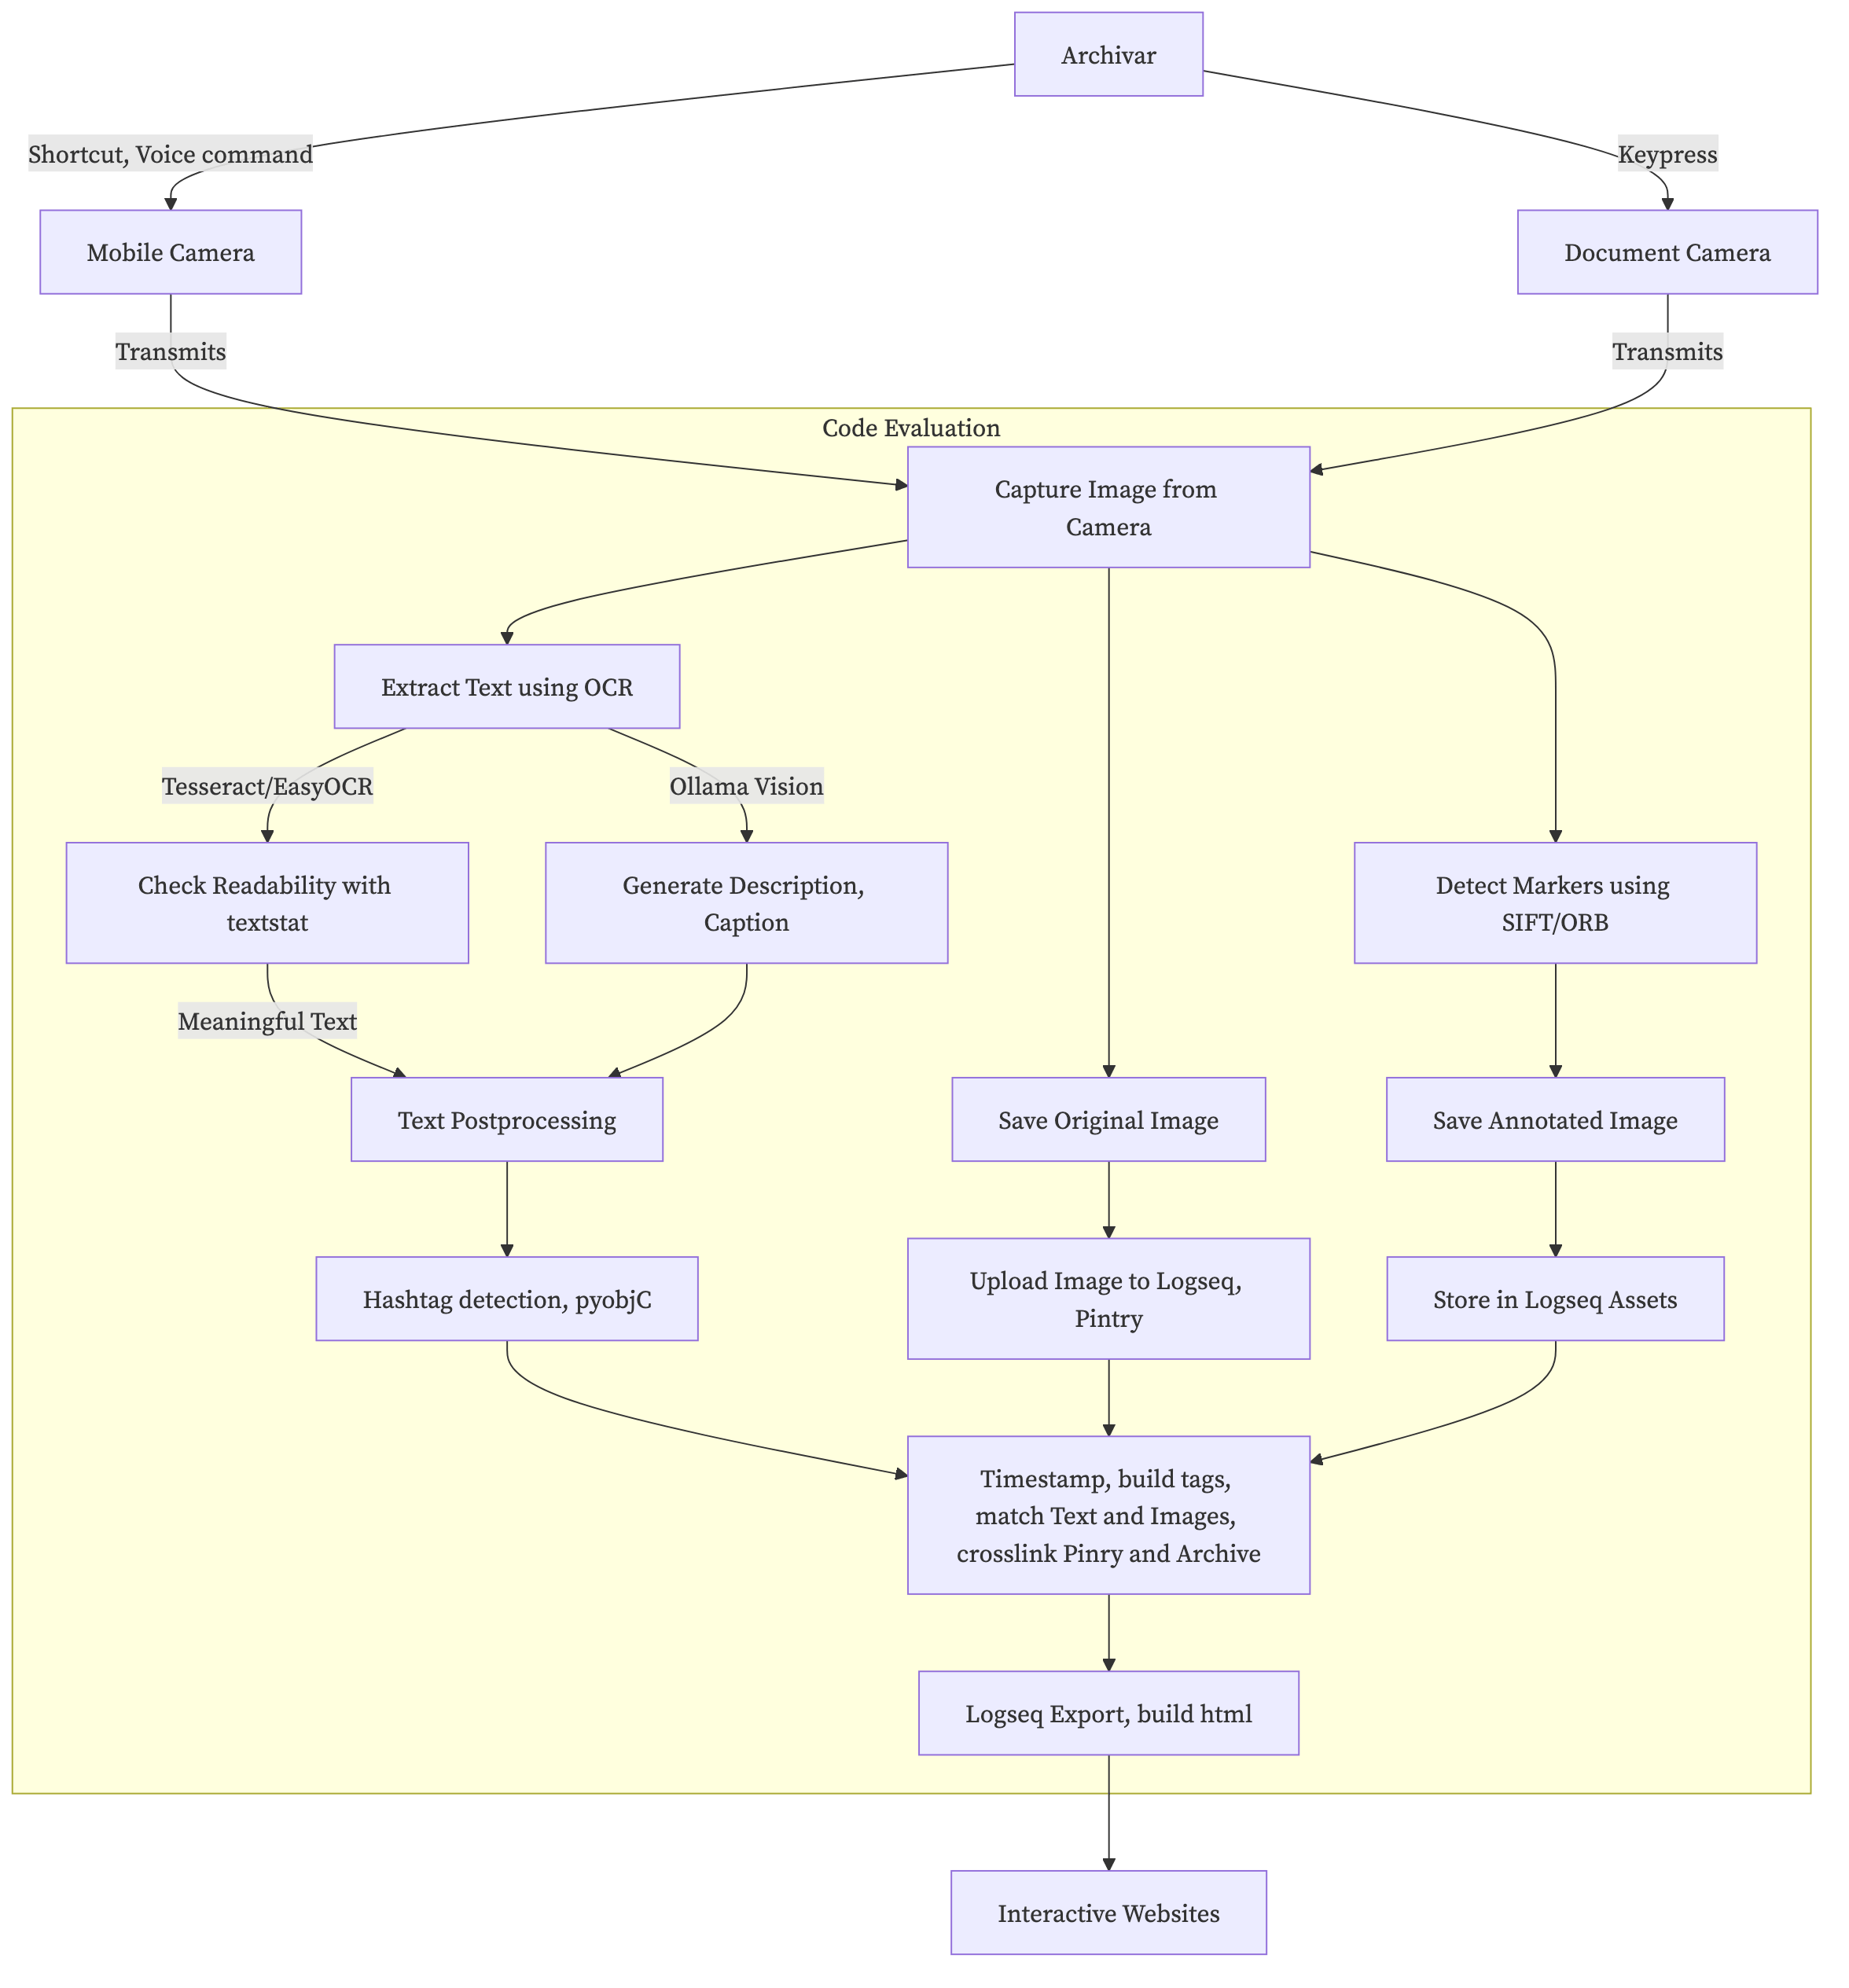 Archivar
Shortcut, Voice command
Keypress
Mobile Camera
Document Camera
Transmits
Transmits
Code Evaluation
Capture Image from
Camera
Extract Text using OCR
Tesseract/EasyOCR
Ollama Vision
Check Readability with
textstat
Generate Description,
Caption
Detect Markers using
SIFT/ORB
Meaningful Text
Text Postprocessing
Save Original Image
Save Annotated Image
Hashtag detection, pyobjC
Upload Image to Logseq,
Pintry
Store in Logseq Assets
Timestamp, build tags,
match Text and Images,
crosslink Pinry and Archive
Logseq Export, build html
Interactive Websites